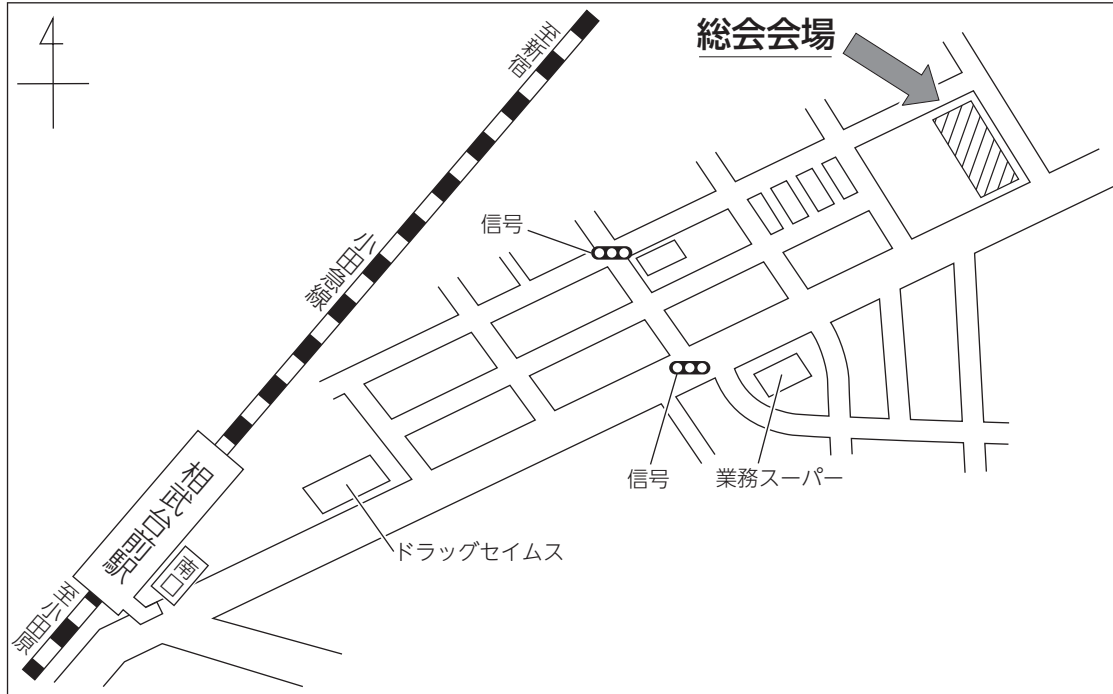 総会会場
至新宿
小田急線
信号
信号
業務スーパー
ドラッグセイムス
相武台前駅
南口
至小田原